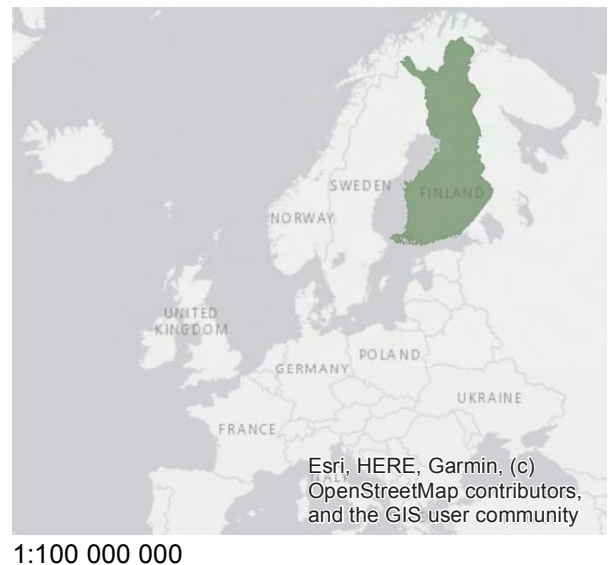 SWEDEN
FINLAND
NORWAY
UNITED
KINGDOM
POLAND
GERMANY
UKRAINE
FRANCE
ITALY
Esri, HERE, Garmin, (c)
OpenStreetMap contributors,
and the GIS user community
1:100 000 000